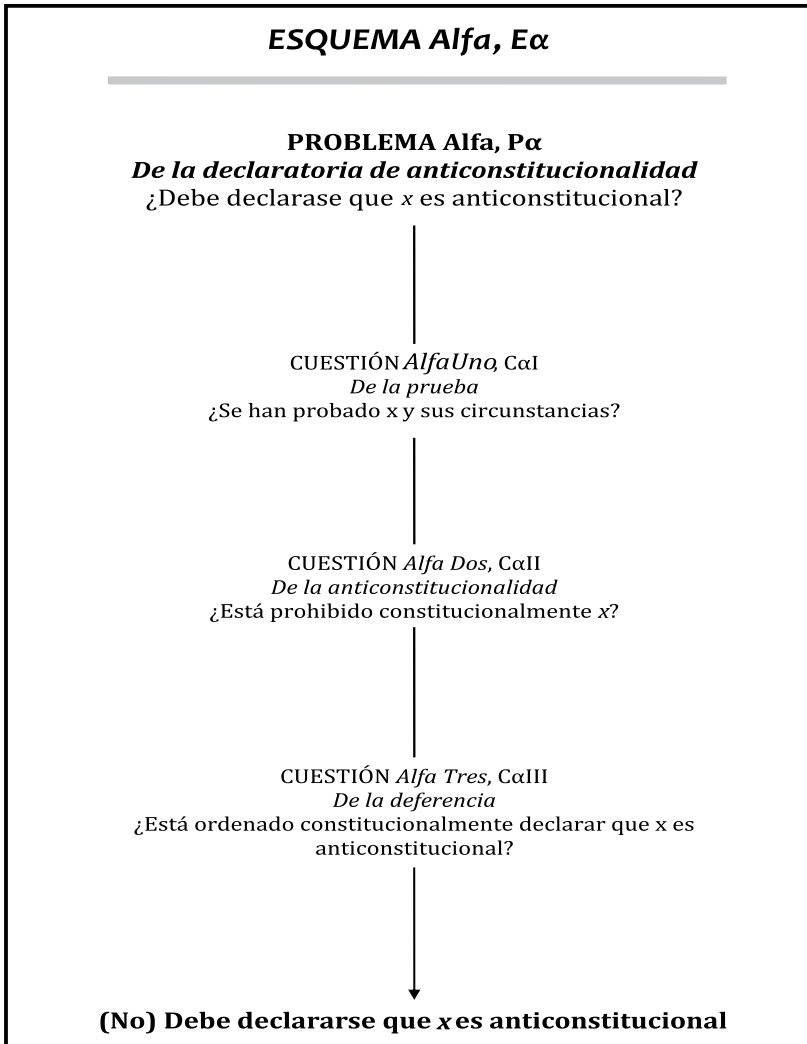 ESQUEMA Alfa, Eα
PROBLEMA Alfa, Pα
De la declaratoria de anticonstitucionalidad
¿Debe declarase que x es anticonstitucional?
CUESTIÓN AlfaUno, CαI
De la prueba
¿Se han probado x y sus circunstancias?
CUESTIÓN Alfa Dos, CαII
De la anticonstitucionalidad
¿Está prohibido constitucionalmente x?
CUESTIÓN Alfa Tres, CαIII
De la deferencia
¿Está ordenado constitucionalmente declarar que x es
anticonstitucional?
(No) Debe declararse que x es anticonstitucional